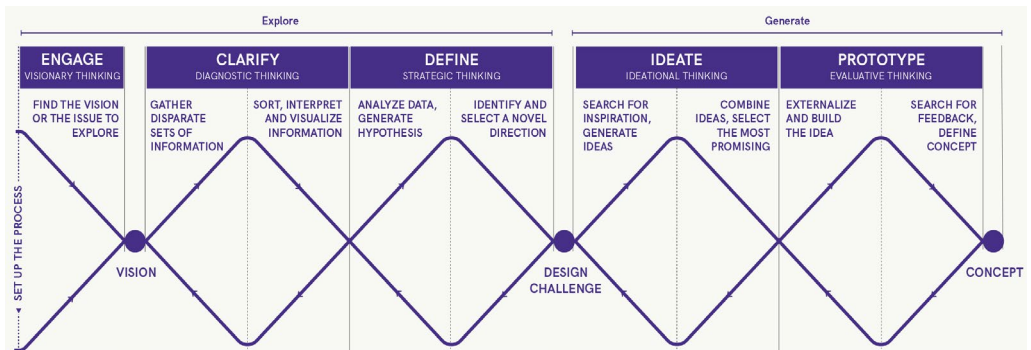 Explore
Generate
ENGAGE
VISIONARY THINKING
CLARIFY
DIAGNOSTIC THINKING
DEFINE
STRATEGIC THINKING
IDEATE
IDEATIONAL THINKING
PROTOTYPE
EVALUATIVE THINKING
FIND THE VISION
OR THE ISSUE TO
EXPLORE
GATHER
DISPARATE
SETS OF
INFORMATION
SORT, INTERPRET
AND VISUALIZE
INFORMATION
ANALYZE DATA,
GENERATE
HYPOTHESIS
IDENTIFY AND
SELECT A NOVEL
DIRECTION
SEARCH FOR
INSPIRATION,
GENERATE
IDEAS
COMBINE
IDEAS, SELECT
THE MOST
PROMISING
EXTERNALIZE
AND BUILD
THE IDEA
SEARCH FOR
FEEDBACK,
DEFINE
CONCEPT
SET UP THE PROCESS
VISION
DESIGN
CHALLENGE
CONCEPT